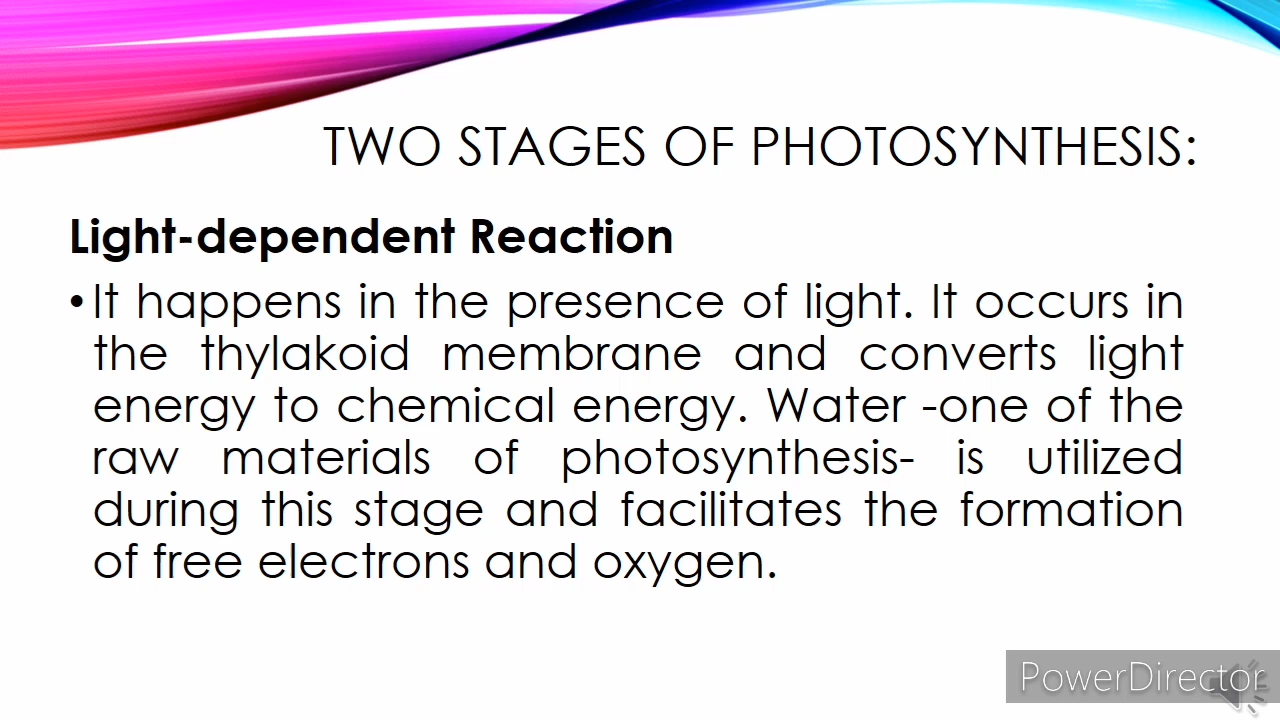 TWO STAGES OF PHOTOSYNTHESIS:
Light-dependent Reaction
•It happens in the presence of light. It occurs in
the thylakoid membrane and converts light
energy to chemical energy. Water -one of the
raw materials of photosynthesis- is utilized
during this stage and facilitates the formation
of free electrons and oxygen.
PowerDirector